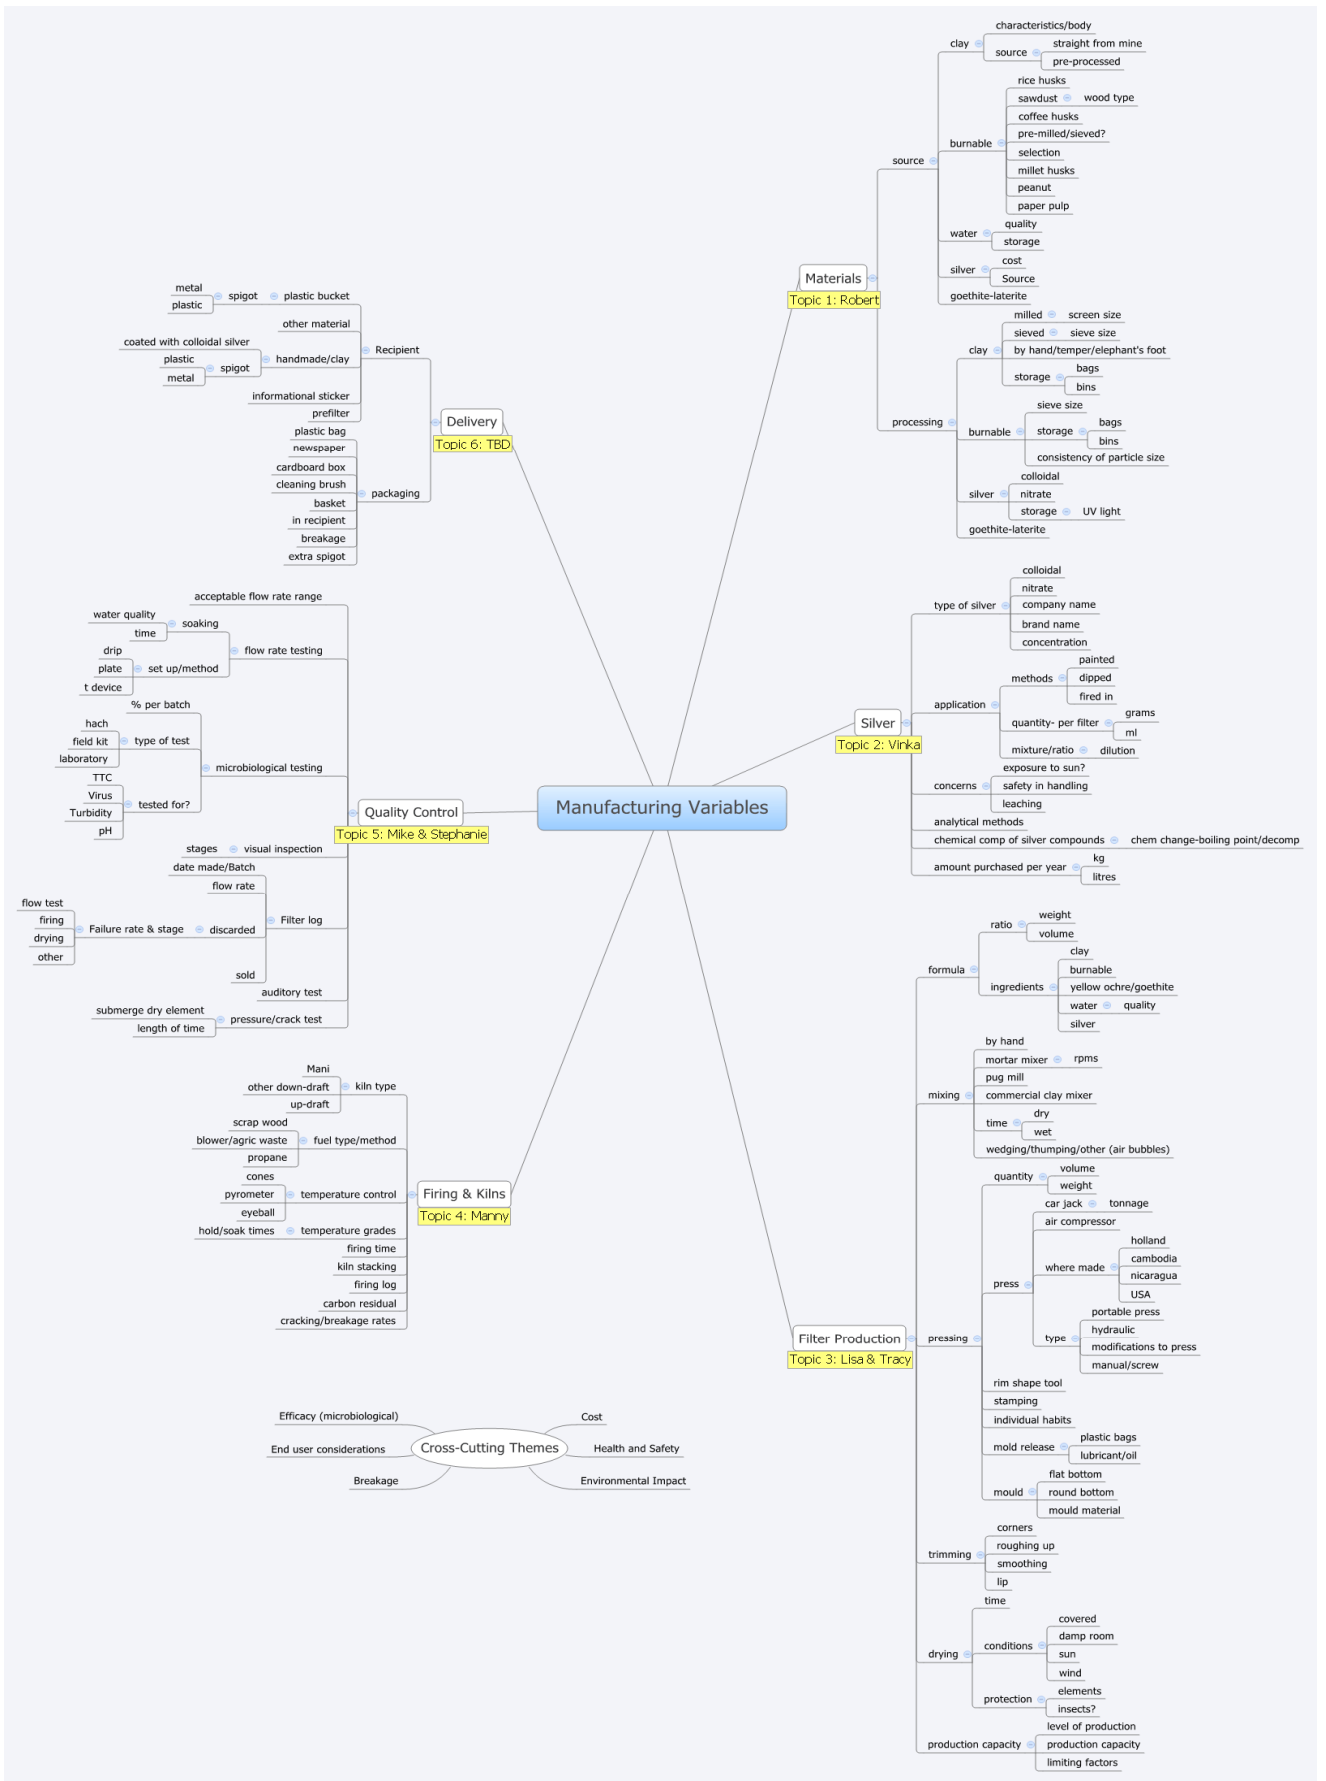 Manufacturing Variables
Materials
Topic 1: Robert
source
clay
characteristics/body
source
straight from mine
pre-processed
burnable
rice husks
sawdust
wood type
coffee husks
pre-milled/sieved?
selection
millet husks
peanut
paper pulp
water
quality
storage
silver
cost
Source
goethite-laterite
processing
clay
milled
screen size
sieved
sieve size
by hand/temper/elephant's foot
storage
bags
bins
burnable
sieve size
storage
bags
bins
consistency of particle size
silver
colloidal
nitrate
storage
UV light
goethite-laterite
Silver
Topic 2: Vinka
type of silver
colloidal
nitrate
company name
brand name
concentration
application
methods
painted
dipped
fired in
quantity- per filter
grams
ml
mixture/ratio
dilution
concerns
exposure to sun?
safety in handling
leaching
analytical methods
chemical comp of silver compounds
chem change-boiling point/decomp
amount purchased per year
kg
litres
Filter Production
Topic 3: Lisa & Tracy
formula
ratio
weight
volume
ingredients
clay
burnable
yellow ochre/goethite
water
quality
silver
mixing
by hand
mortar mixer
rpms
pug mill
commercial clay mixer
time
dry
wet
wedging/thumping/other (air bubbles)
pressing
quantity
volume
weight
press
car jack
tonnage
air compressor
where made
holland
cambodia
nicaragua
USA
type
portable press
hydraulic
modifications to press
manual/screw
rim shape tool
stamping
individual habits
mold release
plastic bags
lubricant/oil
mould
flat bottom
round bottom
mould material
trimming
corners
roughing up
smoothing
lip
drying
time
conditions
covered
damp room
sun
wind
protection
elements
insects?
production capacity
level of production
production capacity
limiting factors
Delivery
Topic 6: TBD
Recipient
plastic bucket
spigot
metal
plastic
other material
handmade/clay
coated with colloidal silver
spigot
plastic
metal
informational sticker
prefilter
packaging
plastic bag
newspaper
cardboard box
cleaning brush
basket
in recipient
breakage
extra spigot
Quality Control
Topic 5: Mike & Stephanie
acceptable flow rate range
flow rate testing
soaking
water quality
time
set up/method
drip
plate
t device
microbiological testing
% per batch
type of test
hach
field kit
laboratory
tested for?
TTC
Virus
Turbidity
pH
visual inspection
stages
Filter log
date made/Batch
flow rate
discarded
Failure rate & stage
flow test
firing
drying
other
sold
auditory test
pressure/crack test
submerge dry element
length of time
Firing & Kilns
Topic 4: Manny
kiln type
Mani
other down-draft
up-draft
fuel type/method
scrap wood
blower/agric waste
propane
temperature control
cones
pyrometer
eyeball
temperature grades
hold/soak times
firing time
kiln stacking
firing log
carbon residual
cracking/breakage rates
Cross-Cutting Themes
Efficacy (microbiological)
End user considerations
Breakage
Cost
Health and Safety
Environmental Impact